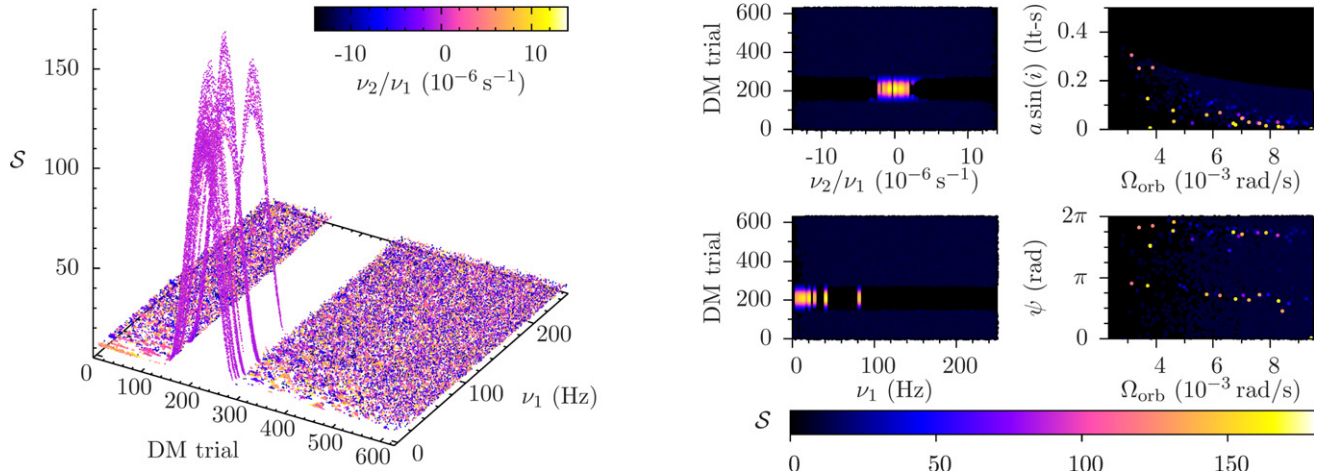 -10 0 10
ν₂/ν₁ (10⁻⁶ s⁻¹)
S
150
100
50
0 100 200 300 400 500 600
DM trial
0 100 200
ν₁ (Hz)
DM trial
600
400
200
0
-10 0 10
ν₂/ν₁ (10⁻⁶ s⁻¹)
a sin(i) (lt-s)
0.4
0.2
0
4 6 8
Ω_orb (10⁻³ rad/s)
DM trial
600
400
200
0
0 100 200
ν₁ (Hz)
ψ (rad)
2π
π
0
4 6 8
Ω_orb (10⁻³ rad/s)
S
0 50 100 150